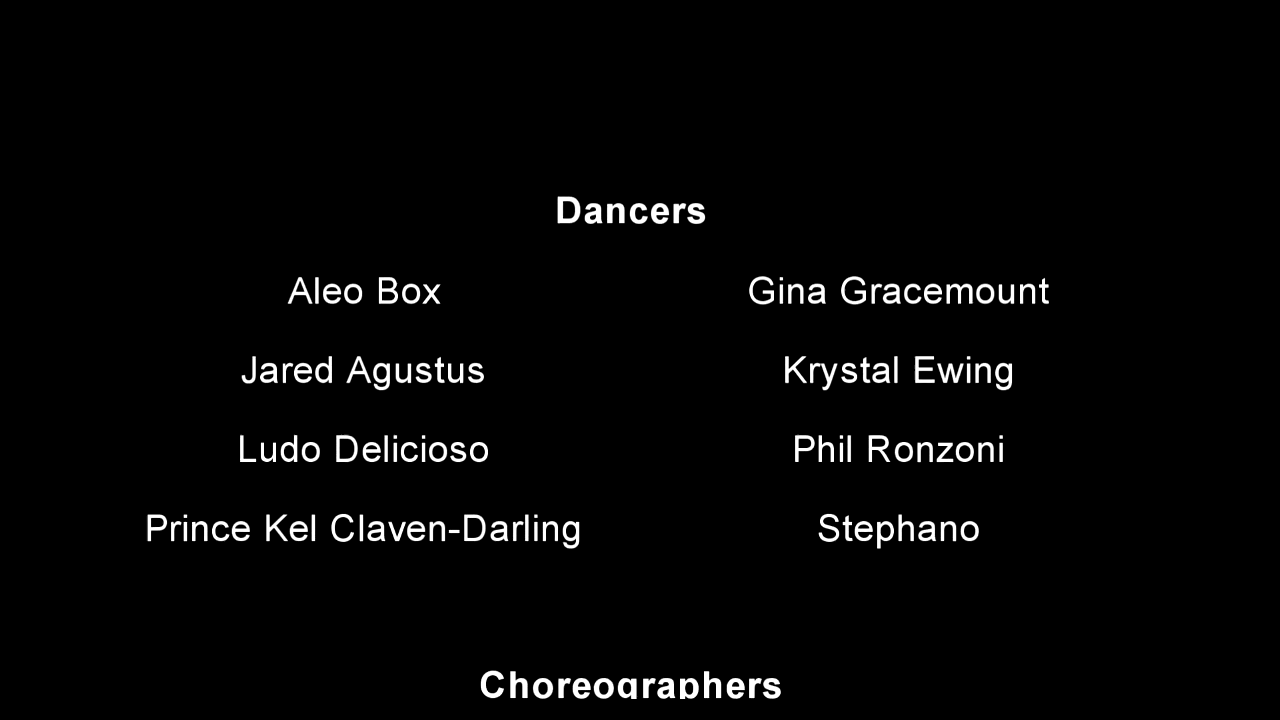 Dancers
Aleo Box Gina Gracemount
Jared Agustus Krystal Ewing
Ludo Delicioso Phil Ronzoni
Prince Kel Claven-Darling Stephano
Choreographers